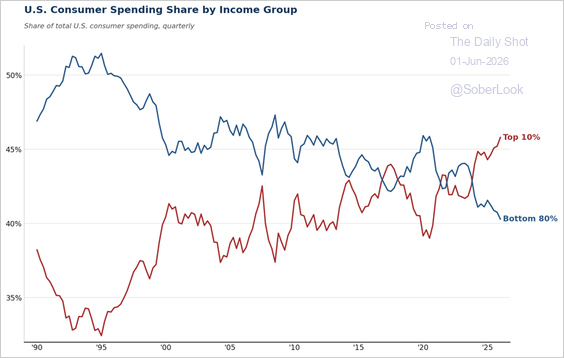 U.S. Consumer Spending Share by Income Group
Share of total U.S. consumer spending, quarterly
Posted on
The Daily Shot
01-Jun-2026
@SoberLook
50%
45%
40%
35%
Top 10%
Bottom 80%
'90
'95
'00
'05
'10
'15
'20
'25